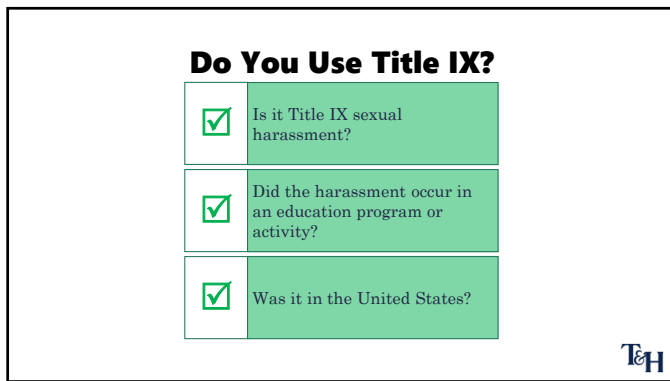 Do You Use Title IX?
Is it Title IX sexual
harassment?
Did the harassment occur in
an education program or
activity?
Was it in the United States?
T&H